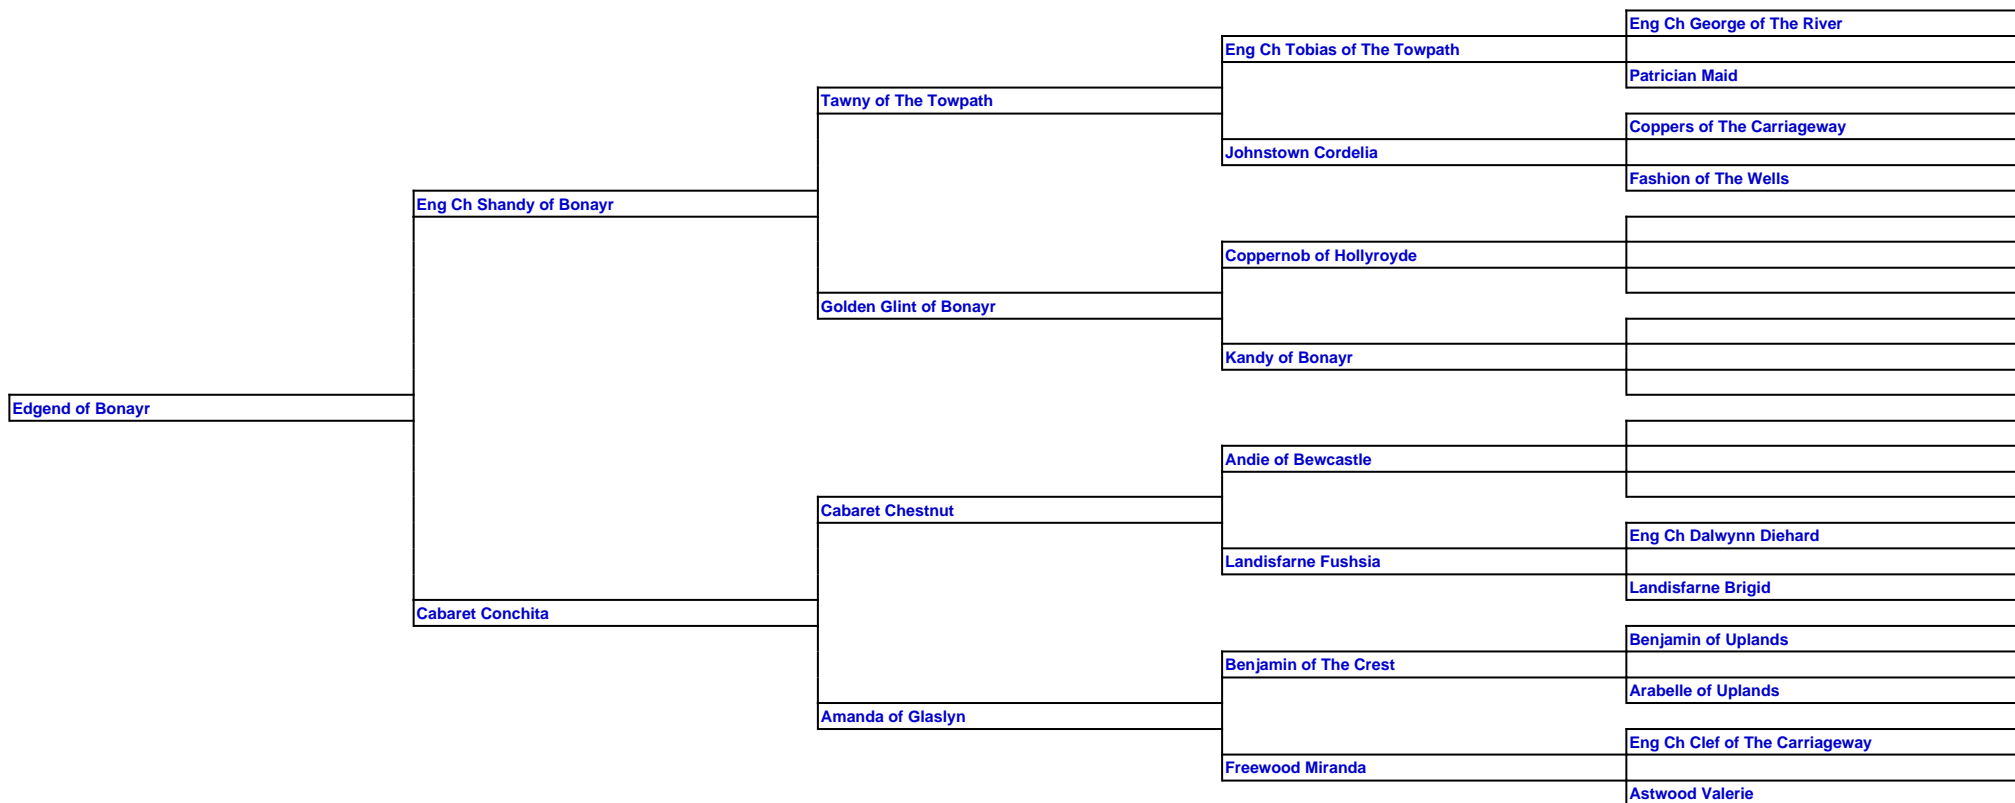 Eng Ch George of The River
Eng Ch Tobias of The Towpath
Patrician Maid
Tawny of The Towpath
Coppers of The Carriageway
Johnstown Cordelia
Fashion of The Wells
Eng Ch Shandy of Bonayr
Coppernob of Hollyroyde
Golden Glint of Bonayr
Kandy of Bonayr
Edgend of Bonayr
Andie of Bewcastle
Cabaret Chestnut
Eng Ch Dalwynn Diehard
Landisfarne Fushsia
Landisfarne Brigid
Cabaret Conchita
Benjamin of Uplands
Benjamin of The Crest
Arabelle of Uplands
Amanda of Glaslyn
Eng Ch Clef of The Carriageway
Freewood Miranda
Astwood Valerie